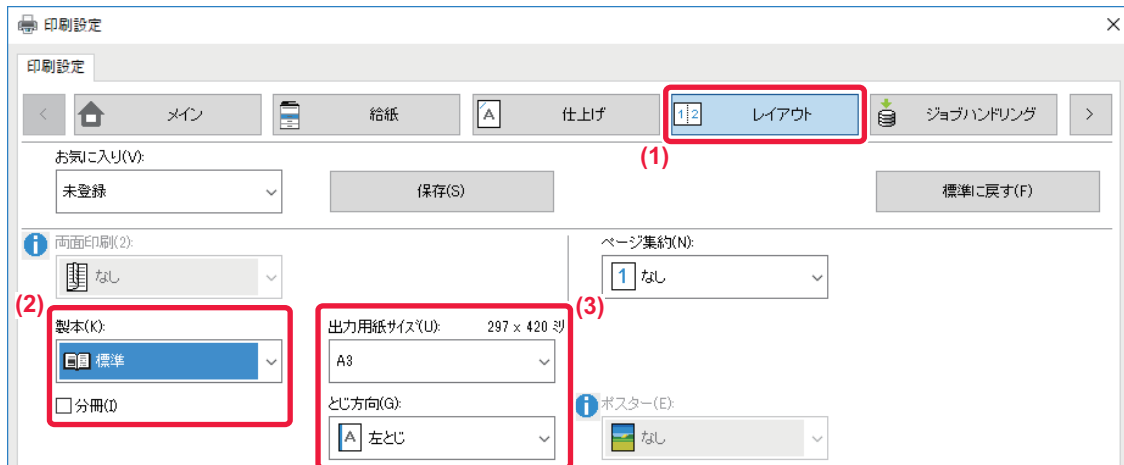 印刷設定
印刷設定
メイン
給紙
仕上げ
レイアウト
ジョブハンドリング
(1)
お気に入り(V):
未登録
保存(S)
標準に戻す(F)
両面印刷(2):
なし
ページ集約(N):
1 なし
(2)
(3)
製本(K):
標準
分冊(I)
出力用紙サイズ(U): 297 x 420 ミリ
A3
とじ方向(G):
A 左とじ
ポスター(E):
なし